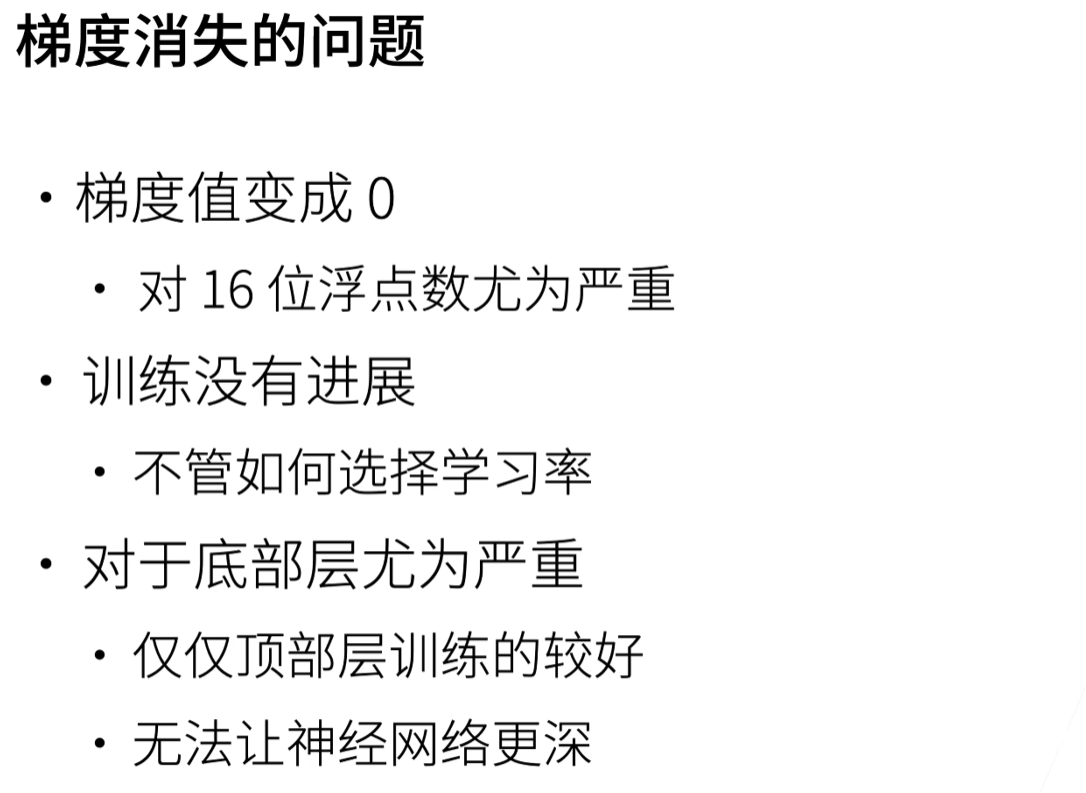 梯度消失的问题
• 梯度值变成 0
• 对 16 位浮点数尤为严重
• 训练没有进展
• 不管如何选择学习率
• 对于底部层尤为严重
• 仅仅顶部层训练的较好
• 无法让神经网络更深